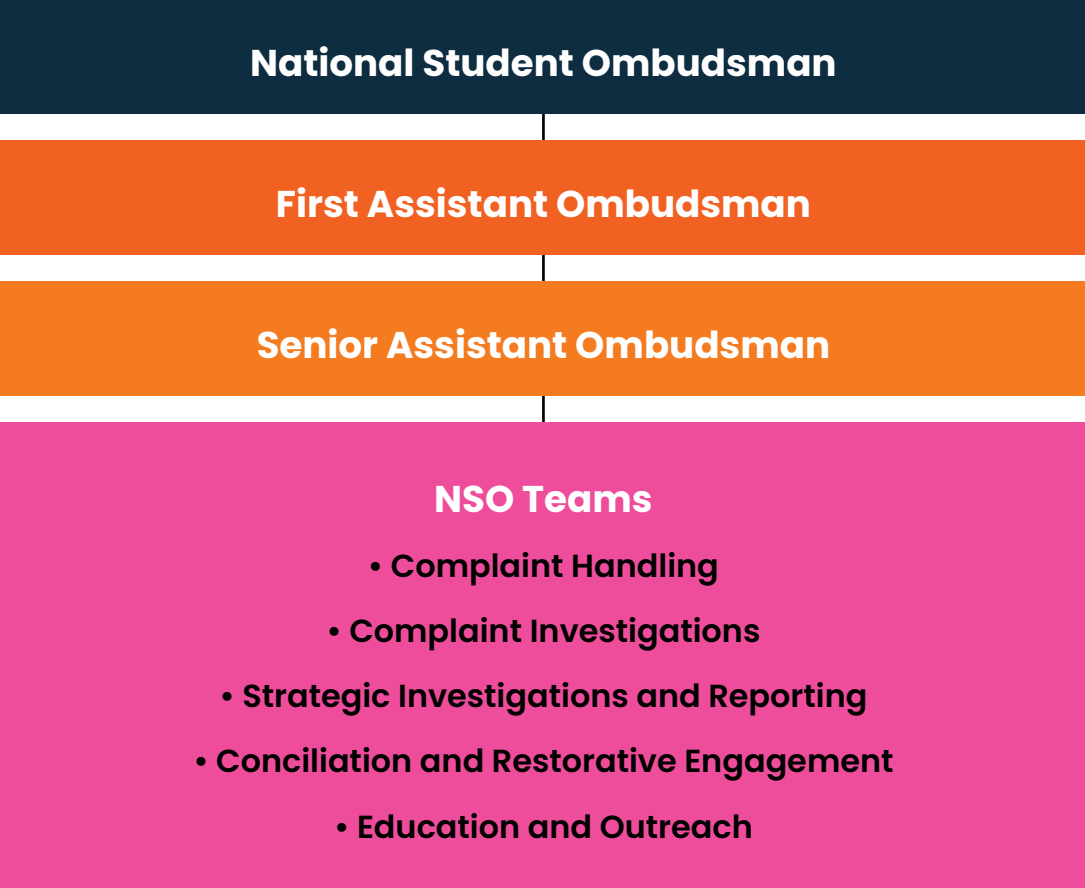 National Student Ombudsman
First Assistant Ombudsman
Senior Assistant Ombudsman
NSO Teams
• Complaint Handling
• Complaint Investigations
• Strategic Investigations and Reporting
• Conciliation and Restorative Engagement
• Education and Outreach